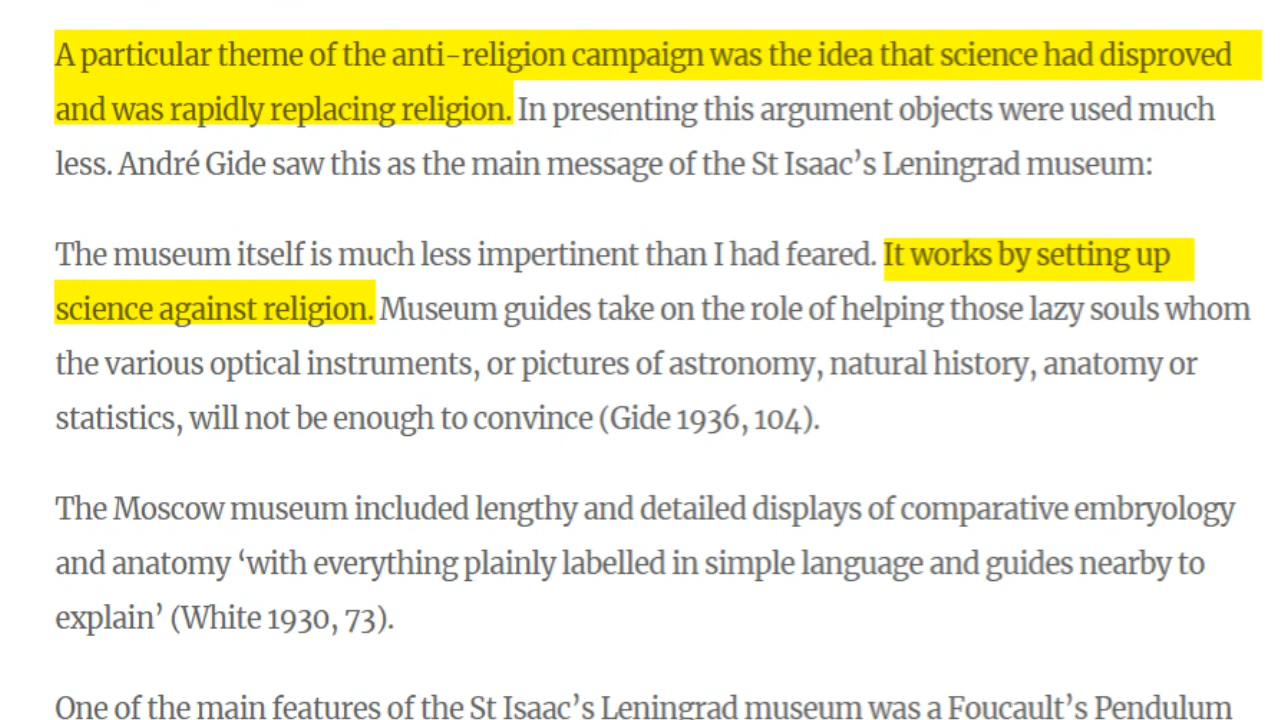 A particular theme of the anti-religion campaign was the idea that science had disproved
and was rapidly replacing religion. In presenting this argument objects were used much
less. André Gide saw this as the main message of the St Isaac’s Leningrad museum:
The museum itself is much less impertinent than I had feared. It works by setting up
science against religion. Museum guides take on the role of helping those lazy souls whom
the various optical instruments, or pictures of astronomy, natural history, anatomy or
statistics, will not be enough to convince (Gide 1936, 104).
The Moscow museum included lengthy and detailed displays of comparative embryology
and anatomy ‘with everything plainly labelled in simple language and guides nearby to
explain’ (White 1930, 73).
One of the main features of the St Isaac’s Leningrad museum was a Foucault’s Pendulum